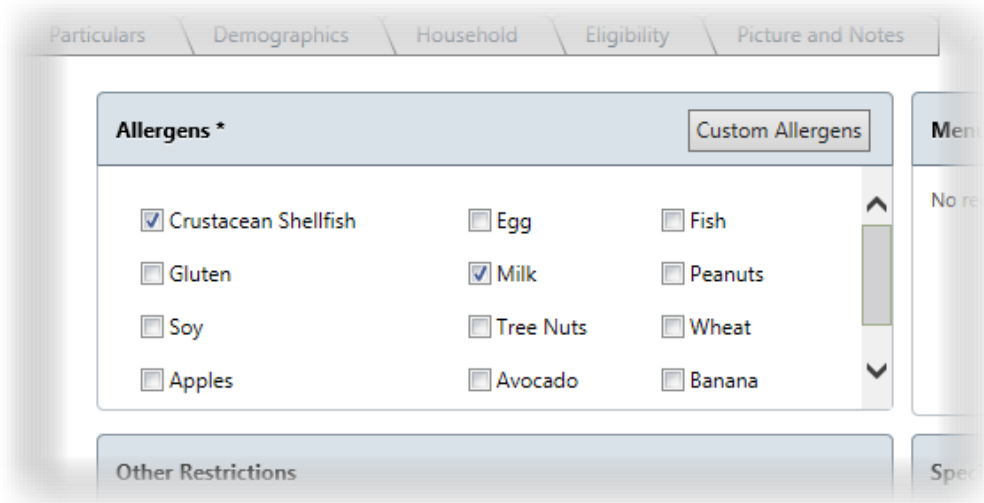 Particulars Demographics Household Eligibility Picture and Notes
Allergens * Custom Allergens
Crustacean Shellfish Egg Fish
Gluten Milk Peanuts
Soy Tree Nuts Wheat
Apples Avocado Banana
No
Other Restrictions